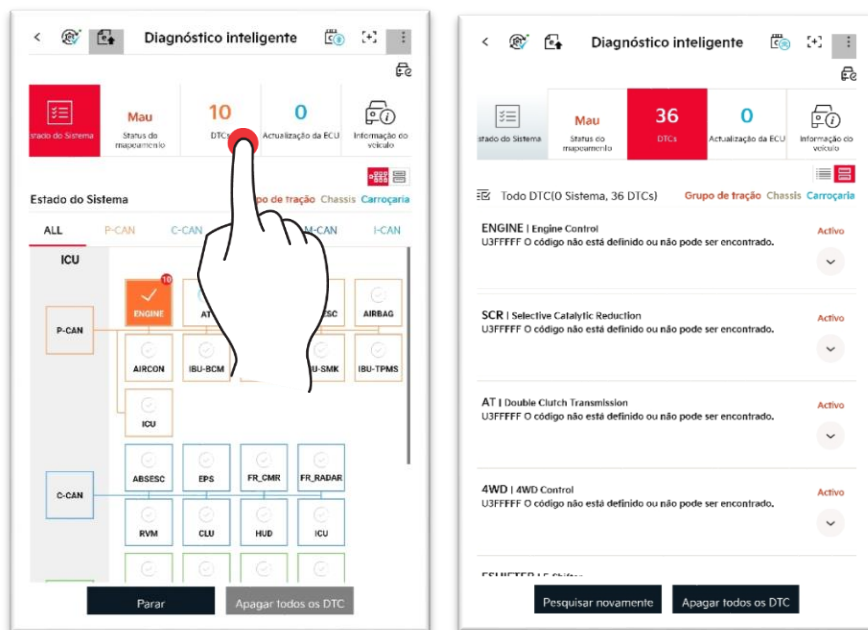 Diagnóstico inteligente
Mau
10
0
stado do Sistema
Status do
mapeamento
DTCs
Actualização da ECU
Informação do
veículo
Estado do Sistema
po de tração Chassis Carroçaria
ALL
P-CAN
C-CAN
M-CAN
I-CAN
ICU
P-CAN
10
ENGINE
AT
ESC
AIRBAG
AIRCON
IBU-BCM
U-SMK
IBU-TPMS
ICU
C-CAN
ABSESC
EPS
FR_CMR
FR_RADAR
RVM
CLU
HUD
ICU
Parar
Apagar todos os DTC
Diagnóstico inteligente
Mau
36
0
stado do Sistema
Status do
mapeamento
DTCs
Actualização da ECU
Informação do
veículo
Todo DTC(0 Sistema, 36 DTCs)
Grupo de tração Chassis Carroçaria
ENGINE | Engine Control
Activo
U3FFFFF O código não está definido ou não pode ser encontrado.
SCR | Selective Catalytic Reduction
Activo
U3FFFFF O código não está definido ou não pode ser encontrado.
AT | Double Clutch Transmission
Activo
U3FFFFF O código não está definido ou não pode ser encontrado.
4WD | 4WD Control
Activo
U3FFFFF O código não está definido ou não pode ser encontrado.
Pesquisar novamente
Apagar todos os DTC